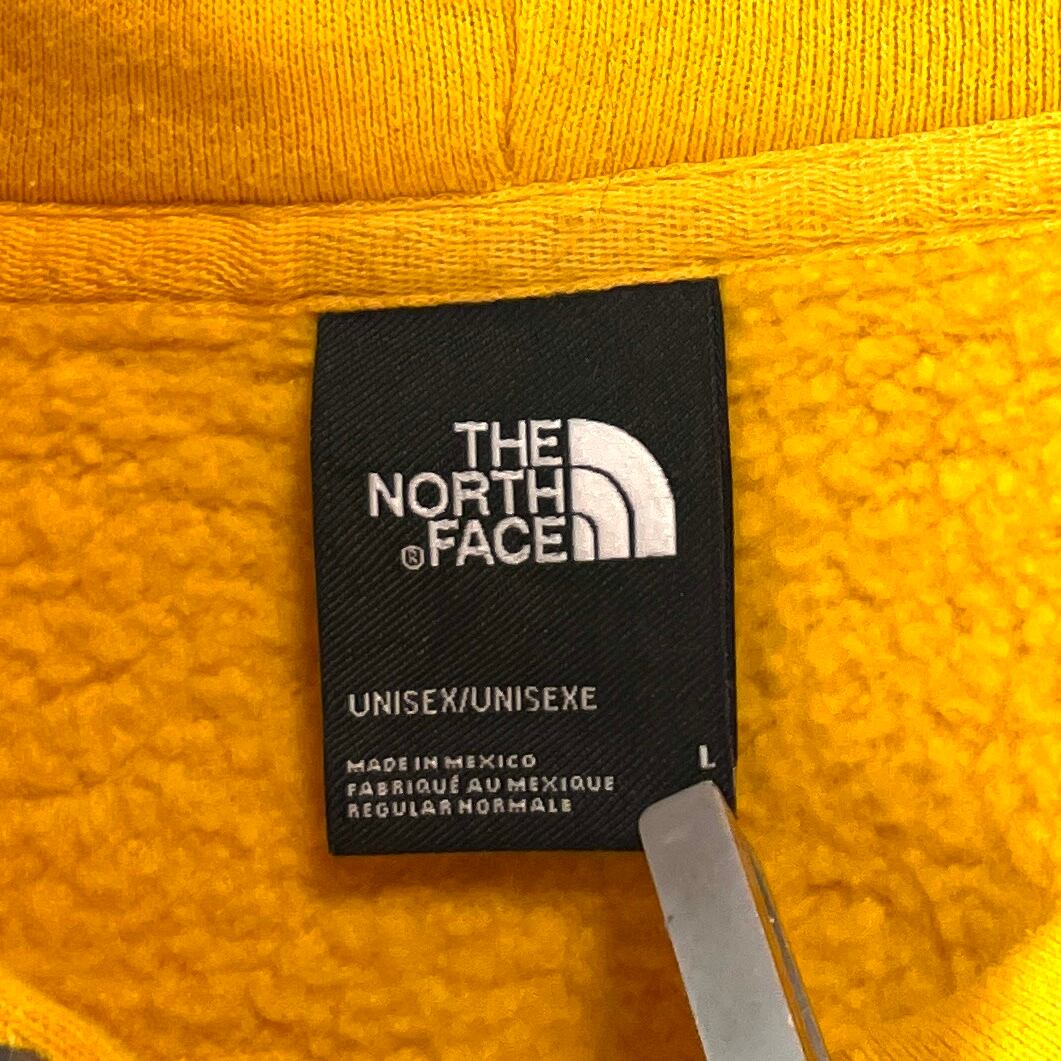 THE
NORTH
FACE
®
UNISEX/UNISEXE
L
MADE IN MEXICO
FABRIQUÉ AU MEXIQUE
REGULAR NORMALE